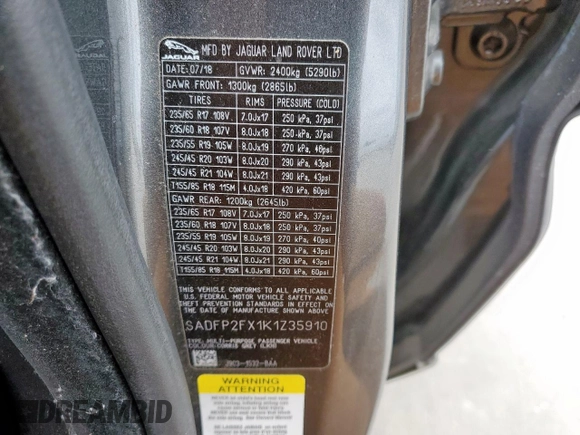 JAGUAR
MFD BY JAGUAR LAND ROVER LTD
DATE: 07/18 GVWR: 2400kg (5290lb)
GAWR FRONT: 1300kg (2865lb)
TIRES RIMS PRESSURE (COLD)
235/65 R17 108V 7.0Jx17 250 kPa, 37psi
235/60 R18 107V 8.0Jx18 250 kPa, 37psi
235/55 R19 105W 8.0Jx19 270 kPa, 40psi
245/45 R20 103W 8.0Jx20 290 kPa, 43psi
245/45 R21 104W 8.0Jx21 290 kPa, 43psi
T155/85 R18 115M 4.0Jx18 420 kPa, 60psi
GAWR REAR: 1200kg (2645lb)
235/65 R17 108V 7.0Jx17 250 kPa, 37psi
235/60 R18 107V 8.0Jx18 250 kPa, 37psi
235/55 R19 105W 8.0Jx19 270 kPa, 40psi
245/45 R20 103W 8.0Jx20 290 kPa, 43psi
245/45 R21 104W 8.0Jx21 290 kPa, 43psi
T155/85 R18 115M 4.0Jx18 420 kPa, 60psi
THIS VEHICLE CONFORMS TO ALL APPLICABLE
U.S. FEDERAL MOTOR VEHICLE SAFETY, BUMPER
AND THEFT PREVENTION STANDARDS IN
EFFECT ON THE DATE OF MANUFACTURE
SHOWN ABOVE
SADFP2FX1K1Z35910
TYPE: MULTI-PURPOSE PASSENGER VEHICLE
COLOUR:CORRIS GREY (LKH)
WARNING
ATTENTION
DREAMBID